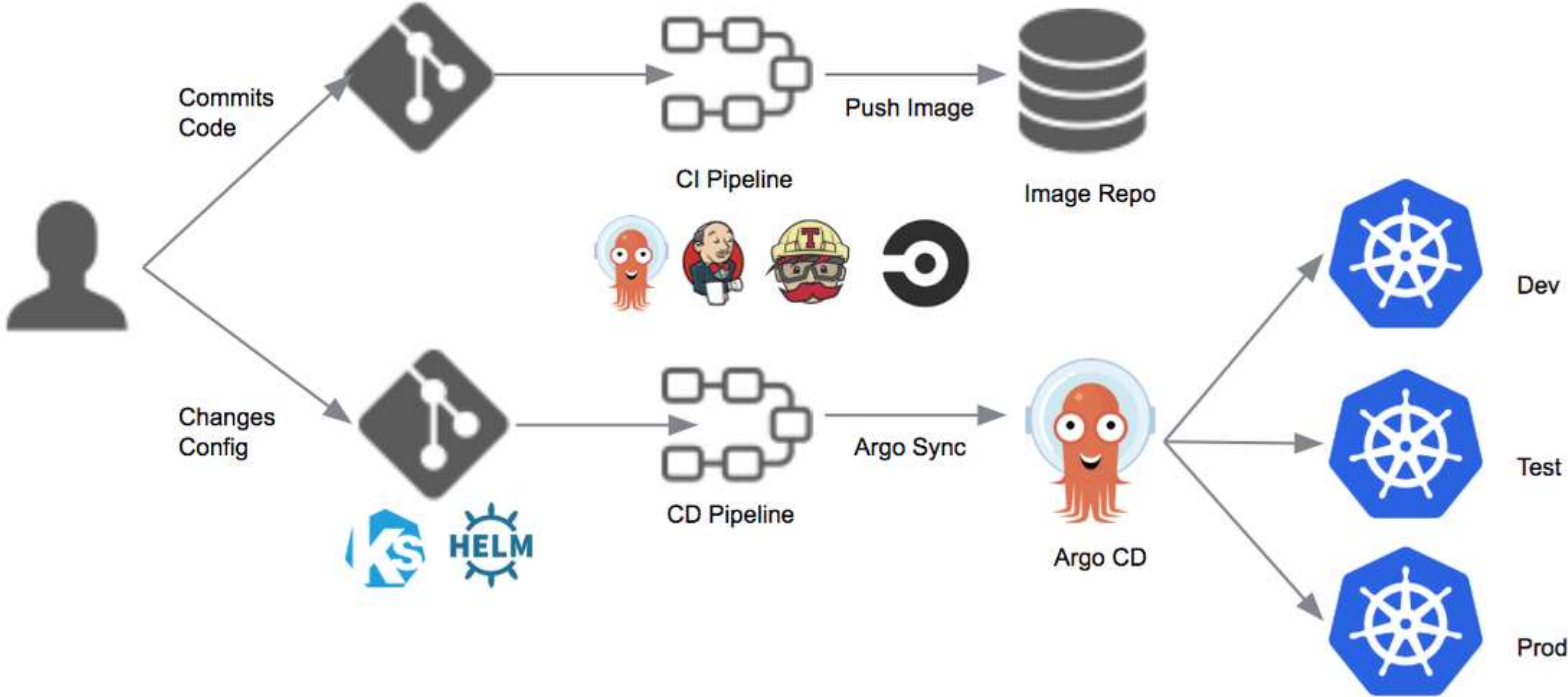 Commits
Code
Push Image
CI Pipeline
Image Repo
T
Dev
Changes
Config
Argo Sync
Test
CD Pipeline
Ks
HELM
Argo CD
Prod